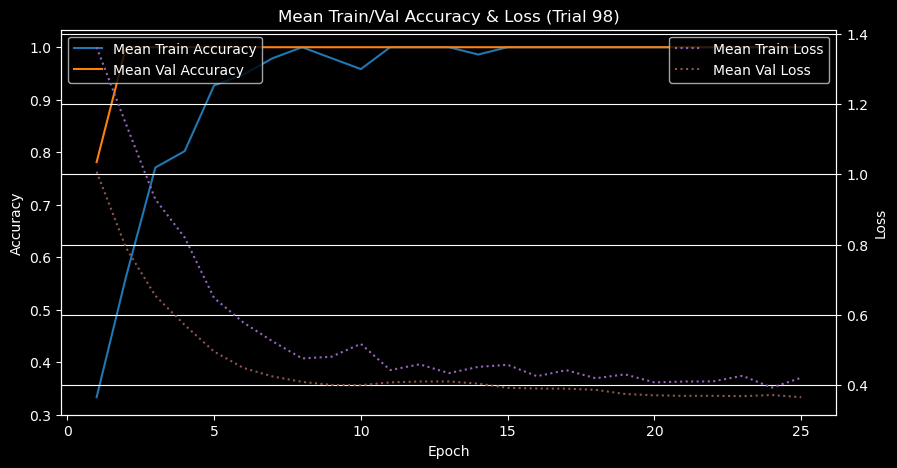 Mean Train/Val Accuracy & Loss (Trial 98)
Mean Train Accuracy
Mean Val Accuracy
Mean Train Loss
Mean Val Loss
Accuracy
1.0
0.9
0.8
0.7
0.6
0.5
0.4
0.3
1.4
1.2
1.0
0.8
0.6
0.4
Loss
0
5
10
15
20
25
Epoch